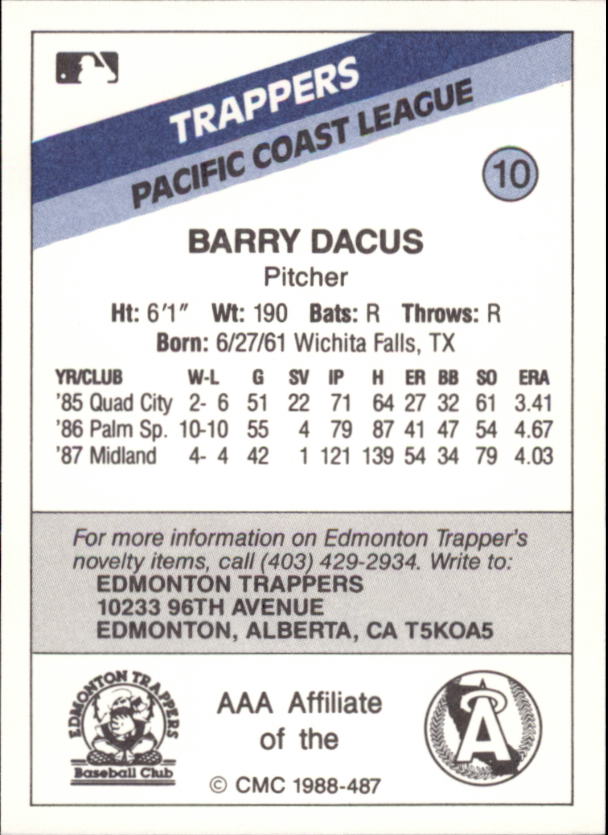 TRAPPERS
PACIFIC COAST LEAGUE
10
BARRY DACUS
Pitcher
Ht: 6'1" Wt: 190 Bats: R Throws: R
Born: 6/27/61 Wichita Falls, TX
YR/CLUB W-L G SV IP H ER BB SO ERA
'85 Quad City 2- 6 51 22 71 64 27 32 61 3.41
'86 Palm Sp. 10-10 55 4 79 87 41 47 54 4.67
'87 Midland 4- 4 42 1 121 139 54 34 79 4.03
For more information on Edmonton Trapper's
novelty items, call (403) 429-2934. Write to:
EDMONTON TRAPPERS
10233 96TH AVENUE
EDMONTON, ALBERTA, CA T5KOA5
EDMONTON TRAPPERS
Baseball Club
AAA Affiliate
of the
© CMC 1988-487
A